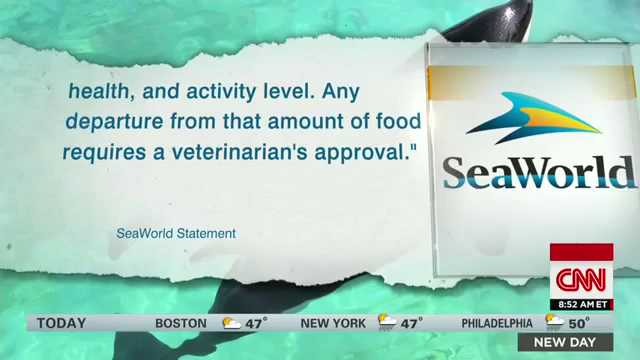 health, and activity level. Any
departure from that amount of food
requires a veterinarian's approval."
SeaWorld Statement
SeaWorld
CNN
8:52 AM ET
TODAY BOSTON 47° NEW YORK 47° PHILADELPHIA 50°
NEW DAY